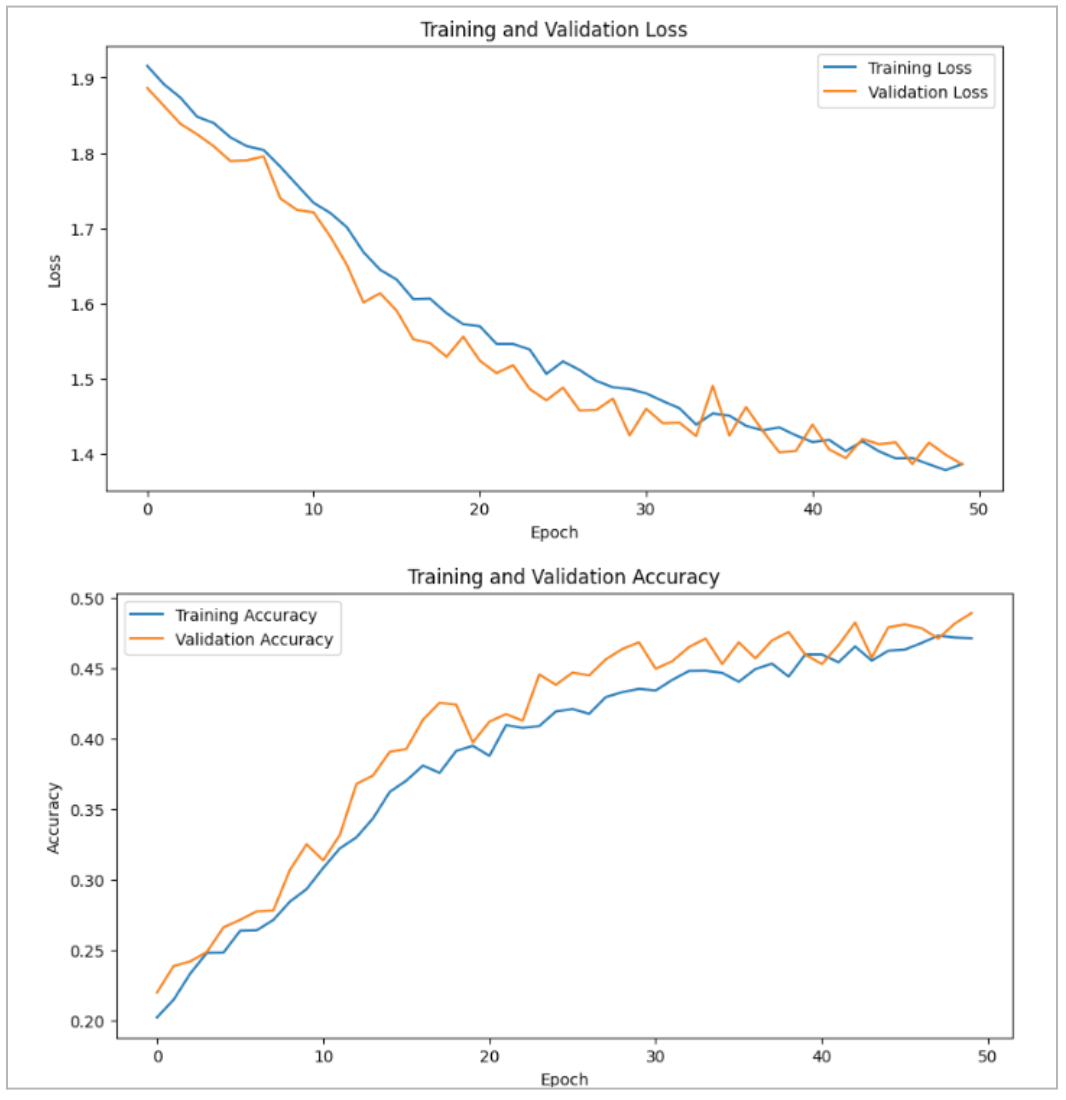 Training and Validation Loss
1.9
1.8
1.7
1.6
1.5
1.4
Loss
Training Loss
Validation Loss
0 10 20 30 40 50
Epoch
Training and Validation Accuracy
0.50
0.45
0.40
0.35
0.30
0.25
0.20
Accuracy
Training Accuracy
Validation Accuracy
0 10 20 30 40 50
Epoch